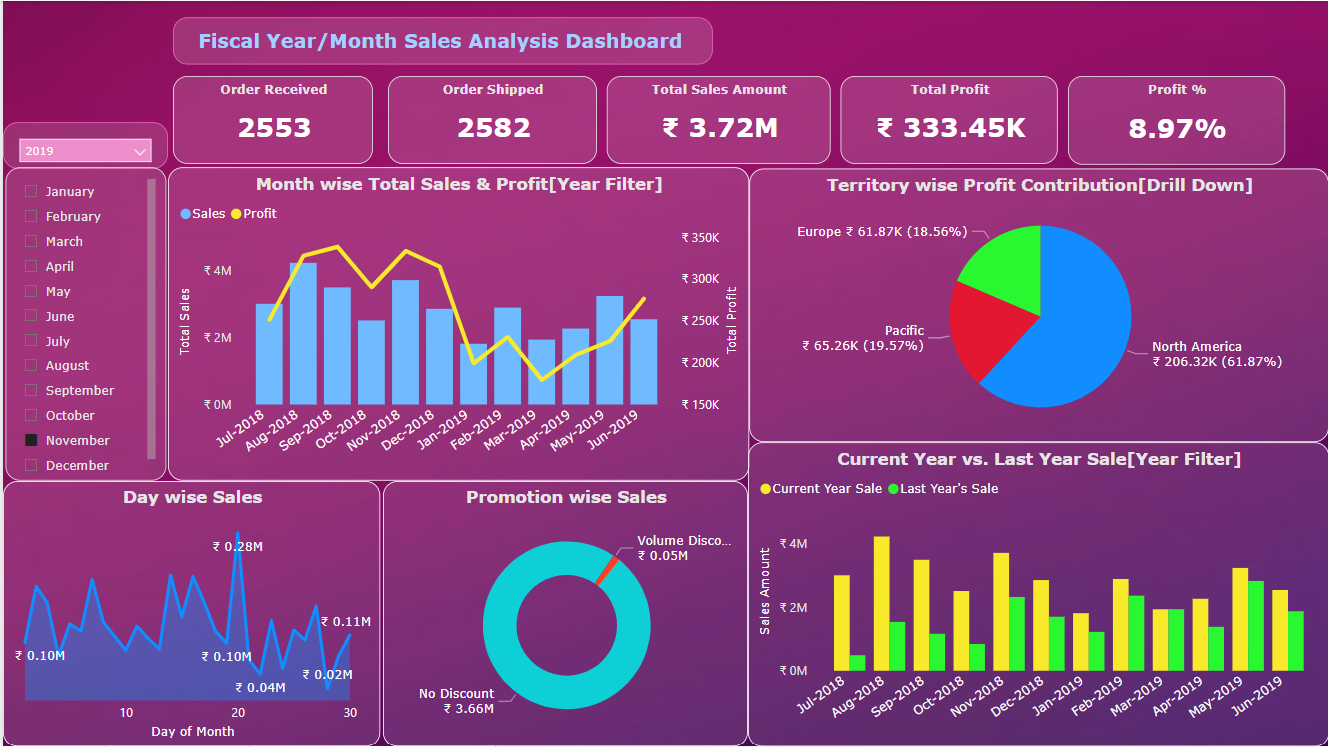 Fiscal Year/Month Sales Analysis Dashboard
Order Received
2553
Order Shipped
2582
Total Sales Amount
₹ 3.72M
Total Profit
₹ 333.45K
Profit %
8.97%
2019
January
February
March
April
May
June
July
August
September
October
November
December
Month wise Total Sales & Profit[Year Filter]
Sales Profit
Total Sales
₹ 4M
₹ 2M
₹ 0M
₹ 350K
₹ 300K
₹ 250K
₹ 200K
₹ 150K
Total Profit
Jul-2018
Aug-2018
Sep-2018
Oct-2018
Nov-2018
Dec-2018
Jan-2019
Feb-2019
Mar-2019
Apr-2019
May-2019
Jun-2019
Territory wise Profit Contribution[Drill Down]
Europe ₹ 61.87K (18.56%)
Pacific
₹ 65.26K (19.57%)
North America
₹ 206.32K (61.87%)
Day wise Sales
₹ 0.28M
₹ 0.11M
₹ 0.10M
₹ 0.10M
₹ 0.02M
₹ 0.04M
10 20 30
Day of Month
Promotion wise Sales
Volume Disco...
₹ 0.05M
No Discount
₹ 3.66M
Current Year vs. Last Year Sale[Year Filter]
Current Year Sale Last Year's Sale
Sales Amount
₹ 4M
₹ 2M
₹ 0M
Jul-2018
Aug-2018
Sep-2018
Oct-2018
Nov-2018
Dec-2018
Jan-2019
Feb-2019
Mar-2019
Apr-2019
May-2019
Jun-2019